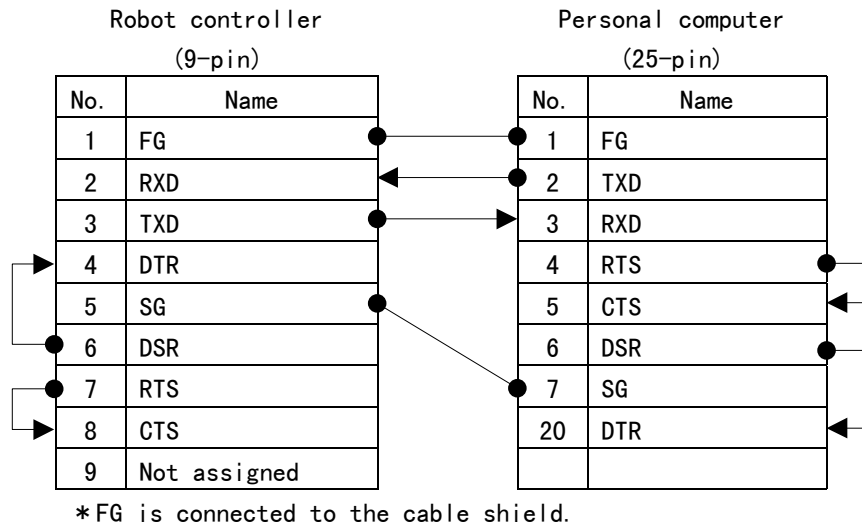 Robot controller Personal computer
(9-pin) (25-pin)
No. Name No. Name
1 FG 1 FG
2 RXD 2 TXD
3 TXD 3 RXD
4 DTR 4 RTS
5 SG 5 CTS
6 DSR 6 DSR
7 RTS 7 SG
8 CTS 20 DTR
9 Not assigned
*FG is connected to the cable shield.